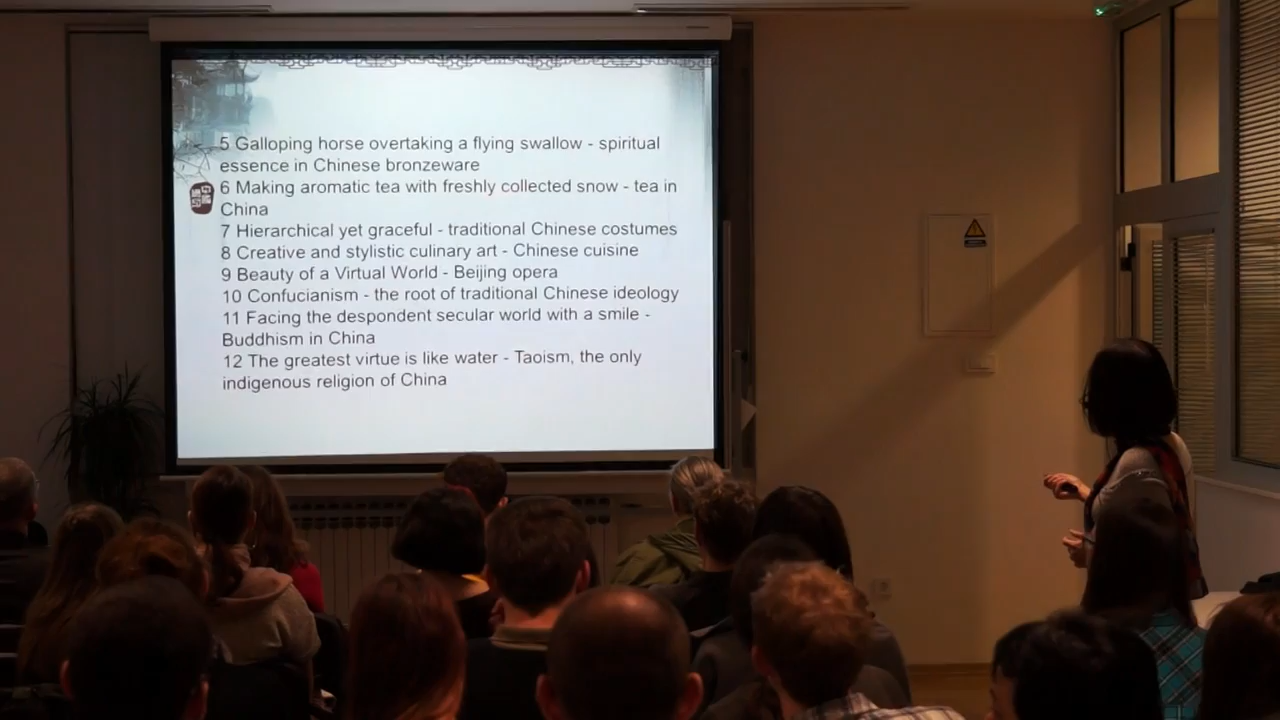 5 Galloping horse overtaking a flying swallow - spiritual
essence in Chinese bronzeware
6 Making aromatic tea with freshly collected snow - tea in
China
7 Hierarchical yet graceful - traditional Chinese costumes
8 Creative and stylistic culinary art - Chinese cuisine
9 Beauty of a Virtual World - Beijing opera
10 Confucianism - the root of traditional Chinese ideology
11 Facing the despondent secular world with a smile -
Buddhism in China
12 The greatest virtue is like water - Taoism, the only
indigenous religion of China